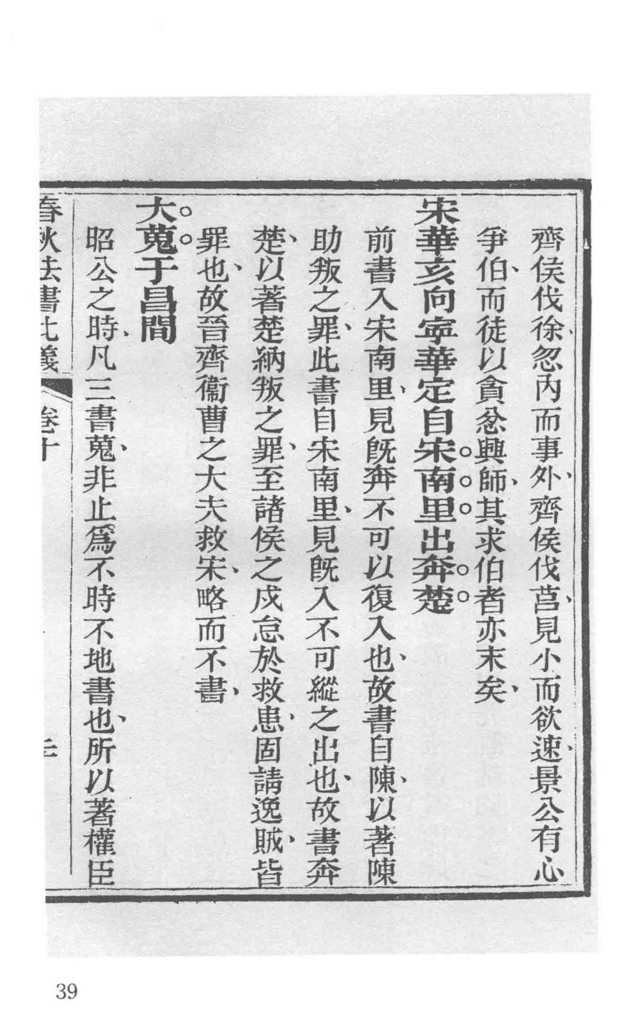 齊侯伐徐忽內而事外、齊侯伐莒見小而欲速、景公有心
爭伯、而徒以貪忿興師、其求伯者亦末矣、
宋華亥向寧華定自宋南里出奔楚
前書入宋南里、見既奔不可以復入也、故書自陳、以著陳
助叛之罪、此書自宋南里、見既入不可縱之出也、故書奔
楚、以著楚納叛之罪、至諸侯之戍怠於救患、固請逸賊、皆
罪也、故晉齊衞曹之大夫救宋、略而不書、
大蒐于昌間
昭公之時、凡三書蒐、非止爲不時不地書也、所以著權臣
春秋法書比義
卷十
39